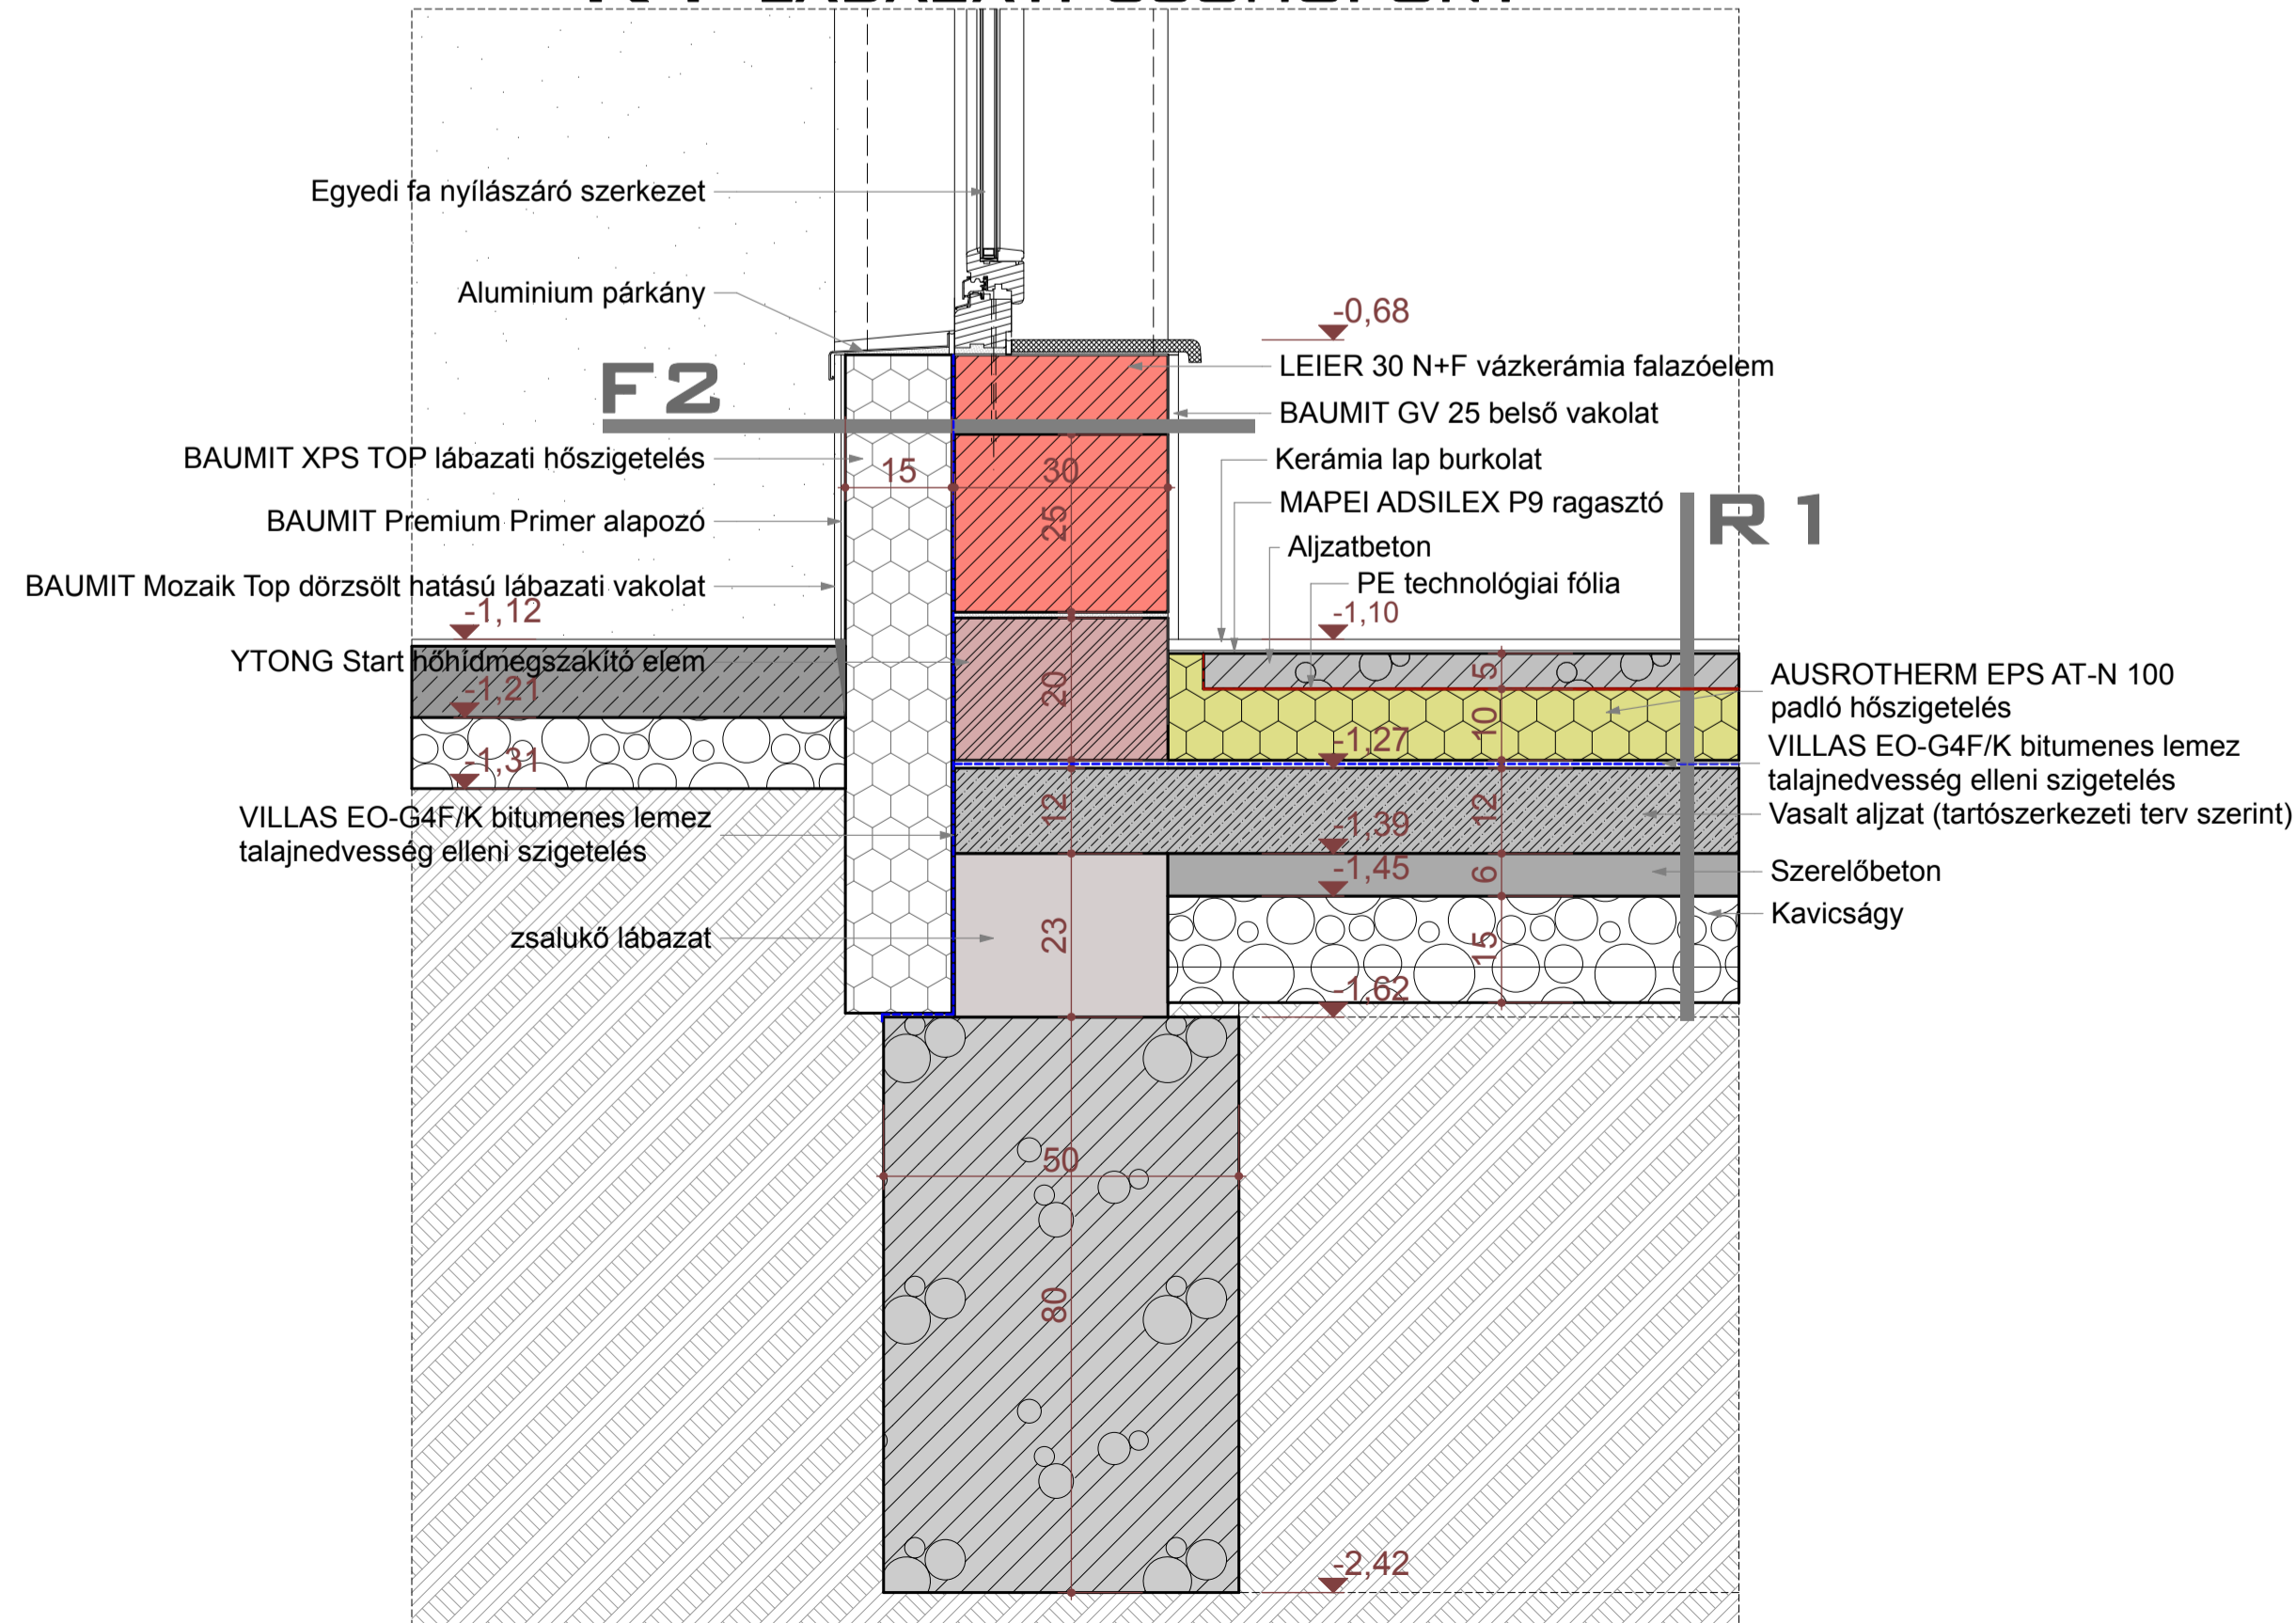 Egyedi fa nyílászáró szerkezet
Aluminium párkány
-0,68
LEIER 30 N+F vázkerámia falazóelem
F2
BAUMIT GV 25 belső vakolat
BAUMIT XPS TOP lábazati hőszigetelés
15
30
Kerámia lap burkolat
MAPEI ADSILEX P9 ragasztó
R 1
BAUMIT Premium Primer alapozó
25
Aljzatbeton
PE technológiai fólia
BAUMIT Mozaik Top dörzsölt hatású lábazati vakolat
-1,12
-1,10
YTONG Start hőhídmegszakító elem
-1,21
20
5
AUSROTHERM EPS AT-N 100
padló hőszigetelés
10
-1,27
VILLAS EO-G4F/K bitumenes lemez
talajnedvesség elleni szigetelés
-1,31
VILLAS EO-G4F/K bitumenes lemez
talajnedvesség elleni szigetelés
12
12
Vasalt aljzat (tartószerkezeti terv szerint)
-1,39
-1,45
6
Szerelőbeton
Kavicságy
zsalukő lábazat
23
15
-1,62
50
80
-2,42